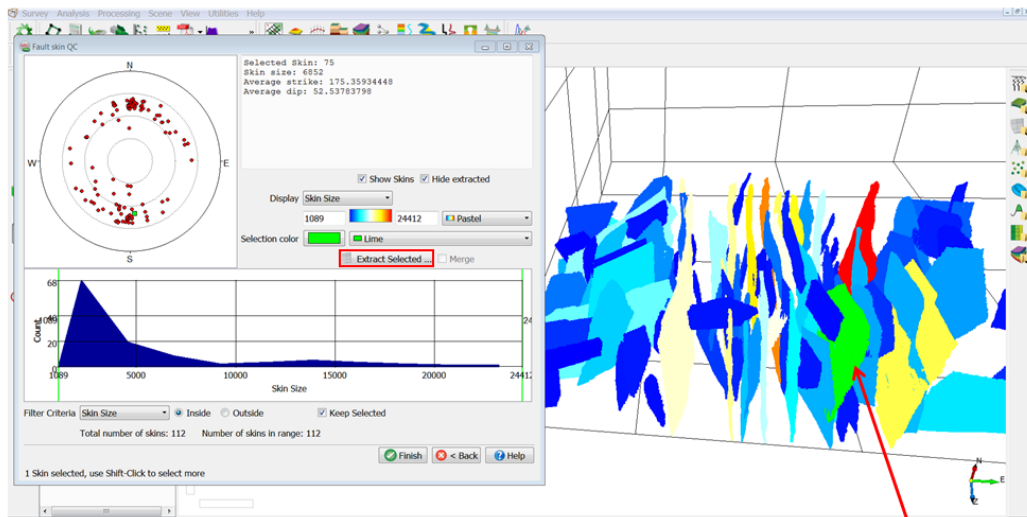 Survey Analysis Processing Scene View Utilities Help
Fault skin QC
N
W
E
S
Selected Skin: 75
Skin size: 6852
Average strike: 175.35934448
Average dip: 52.53783798
Show Skins Hide extracted
Display Skin Size
1089 24412 Pastel
Selection color Lime
Extract Selected ... Merge
68
Count
1089
24
20
0
1089 5000 10000 15000 20000 24412
Skin Size
Filter Criteria Skin Size Inside Outside Keep Selected
Total number of skins: 112 Number of skins in range: 112
Finish < Back Help
1 Skin selected, use Shift-Click to select more
N
E
Z